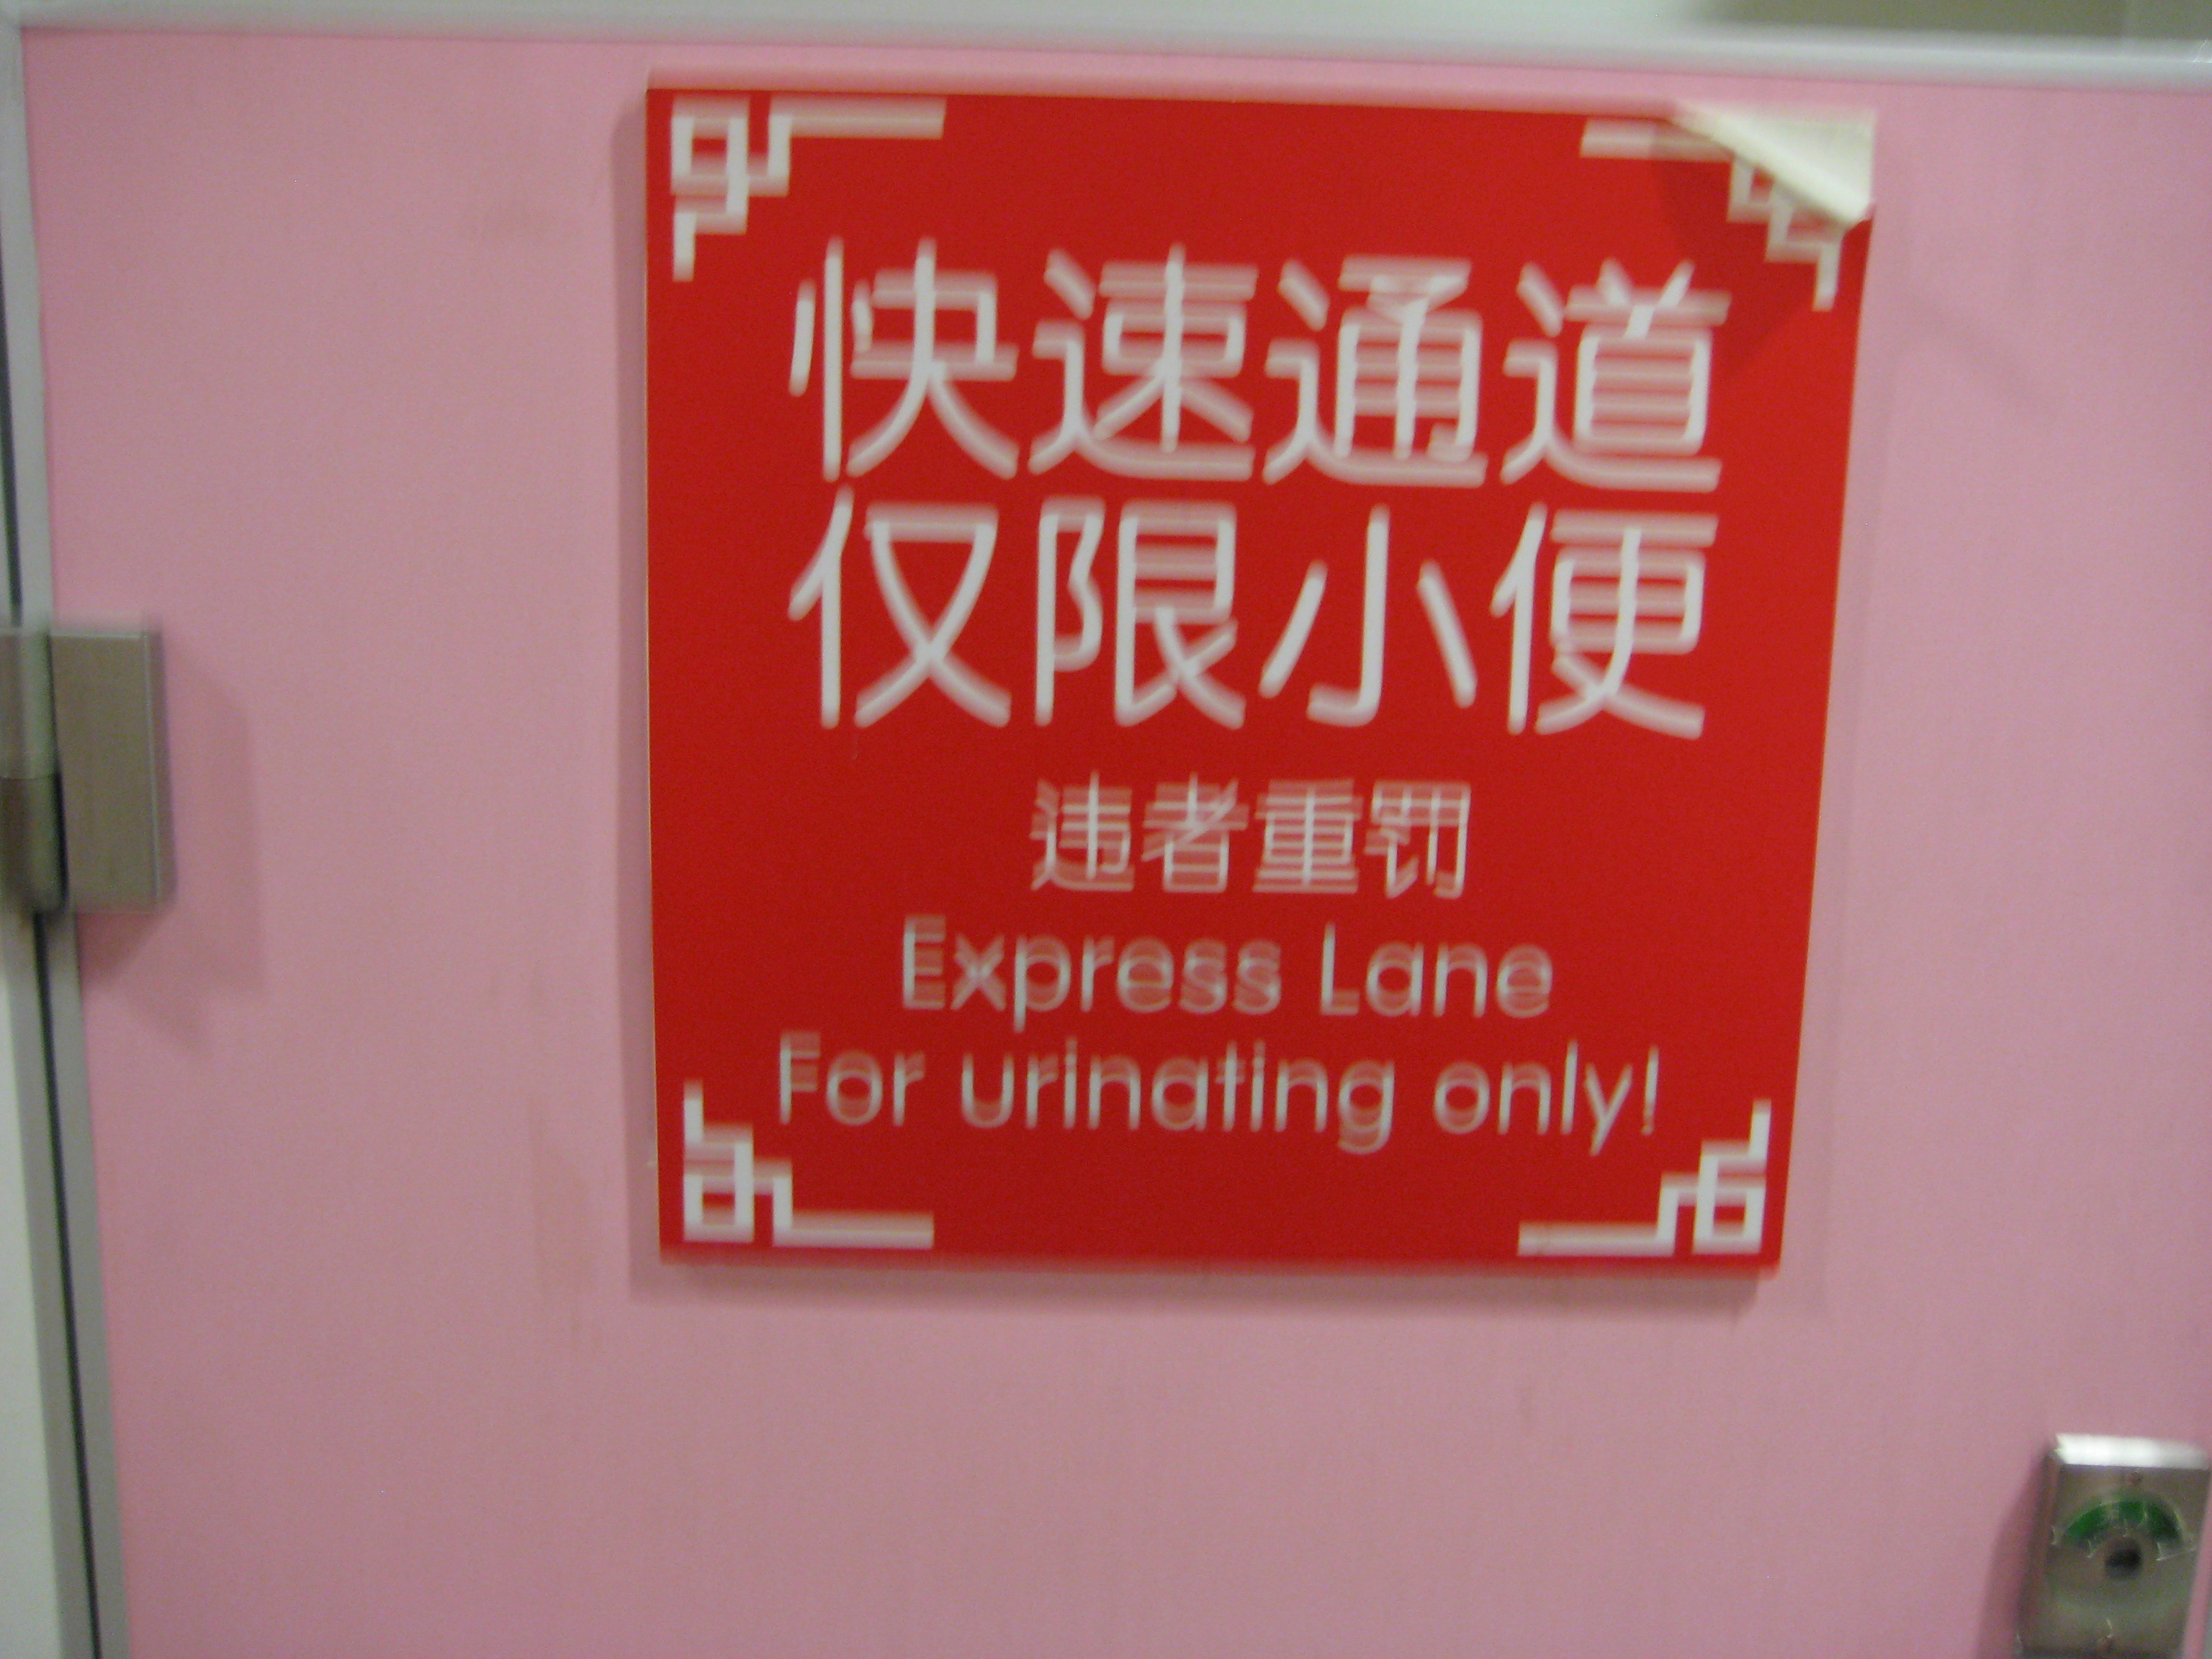 快速通道
仅限小便
违者重罚
Express Lane
For urinating only!